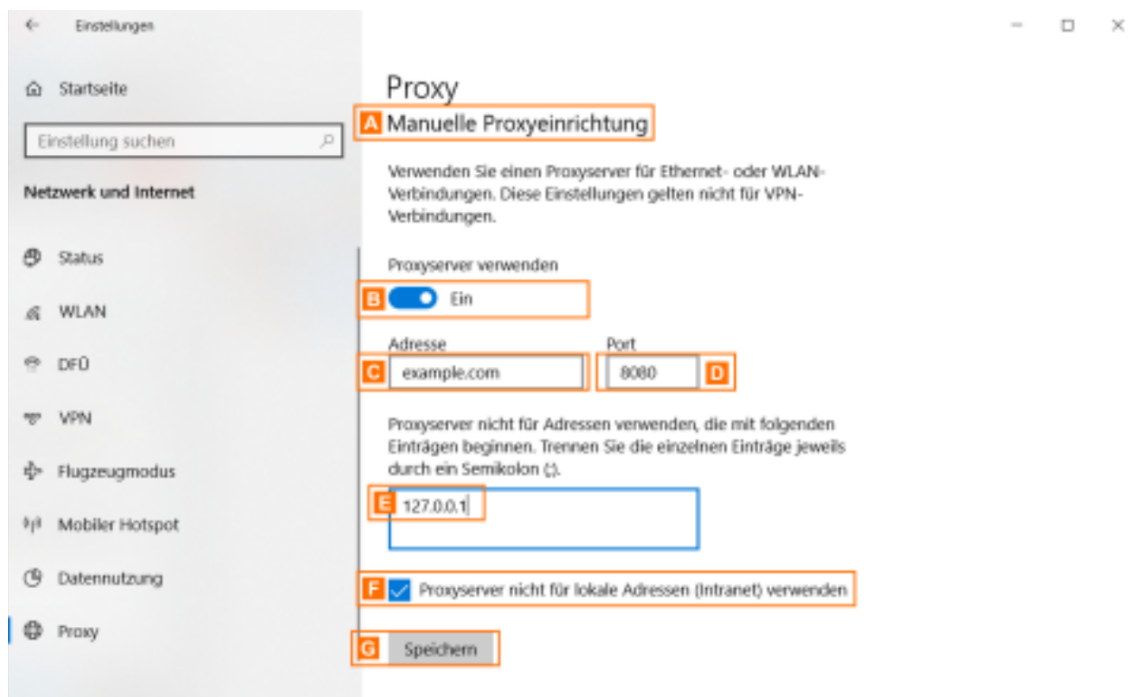 Einstellungen
Startseite
Einstellung suchen
Netzwerk und Internet
Status
WLAN
DFÜ
VPN
Flugzeugmodus
Mobiler Hotspot
Datennutzung
Proxy
Proxy
A Manuelle Proxyeinrichtung
Verwenden Sie einen Proxyserver für Ethernet- oder WLAN-
Verbindungen. Diese Einstellungen gelten nicht für VPN-
Verbindungen.
Proxyserver verwenden
B Ein
Adresse Port
C example.com 8080 D
Proxyserver nicht für Adressen verwenden, die mit folgenden
Einträgen beginnen. Trennen Sie die einzelnen Einträge jeweils
durch ein Semikolon (;).
E 127.0.0.1
F Proxyserver nicht für lokale Adressen (Intranet) verwenden
G Speichern